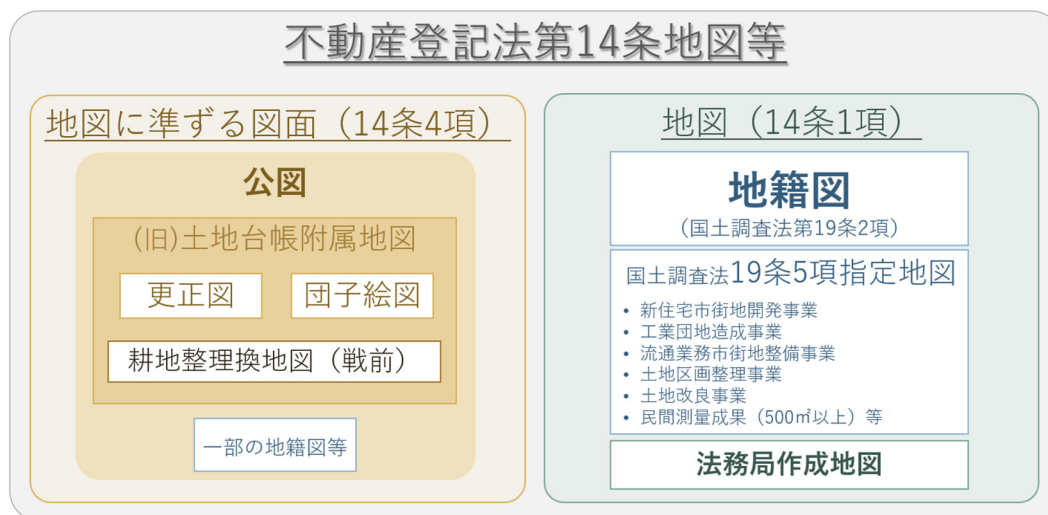 不動産登記法第14条地図等
地図に準ずる図面（14条4項）
公図
(旧)土地台帳附属地図
更正図
団子絵図
耕地整理換地図（戦前）
一部の地籍図等
地図（14条1項）
地籍図
(国土調査法第19条2項)
国土調査法19条5項指定地図
• 新住宅市街地開発事業
• 工業団地造成事業
• 流通業務市街地整備事業
• 土地区画整理事業
• 土地改良事業
• 民間測量成果（500㎡以上）等
法務局作成地図